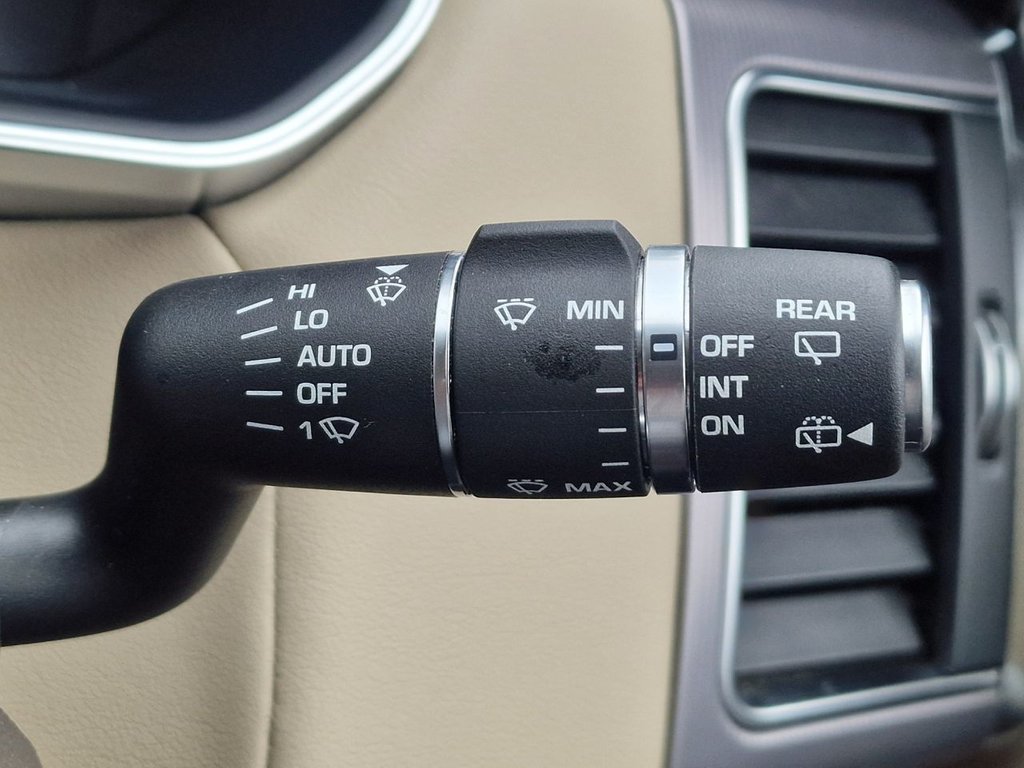 HI
LO
AUTO
OFF
1
MIN
MAX
REAR
OFF
INT
ON